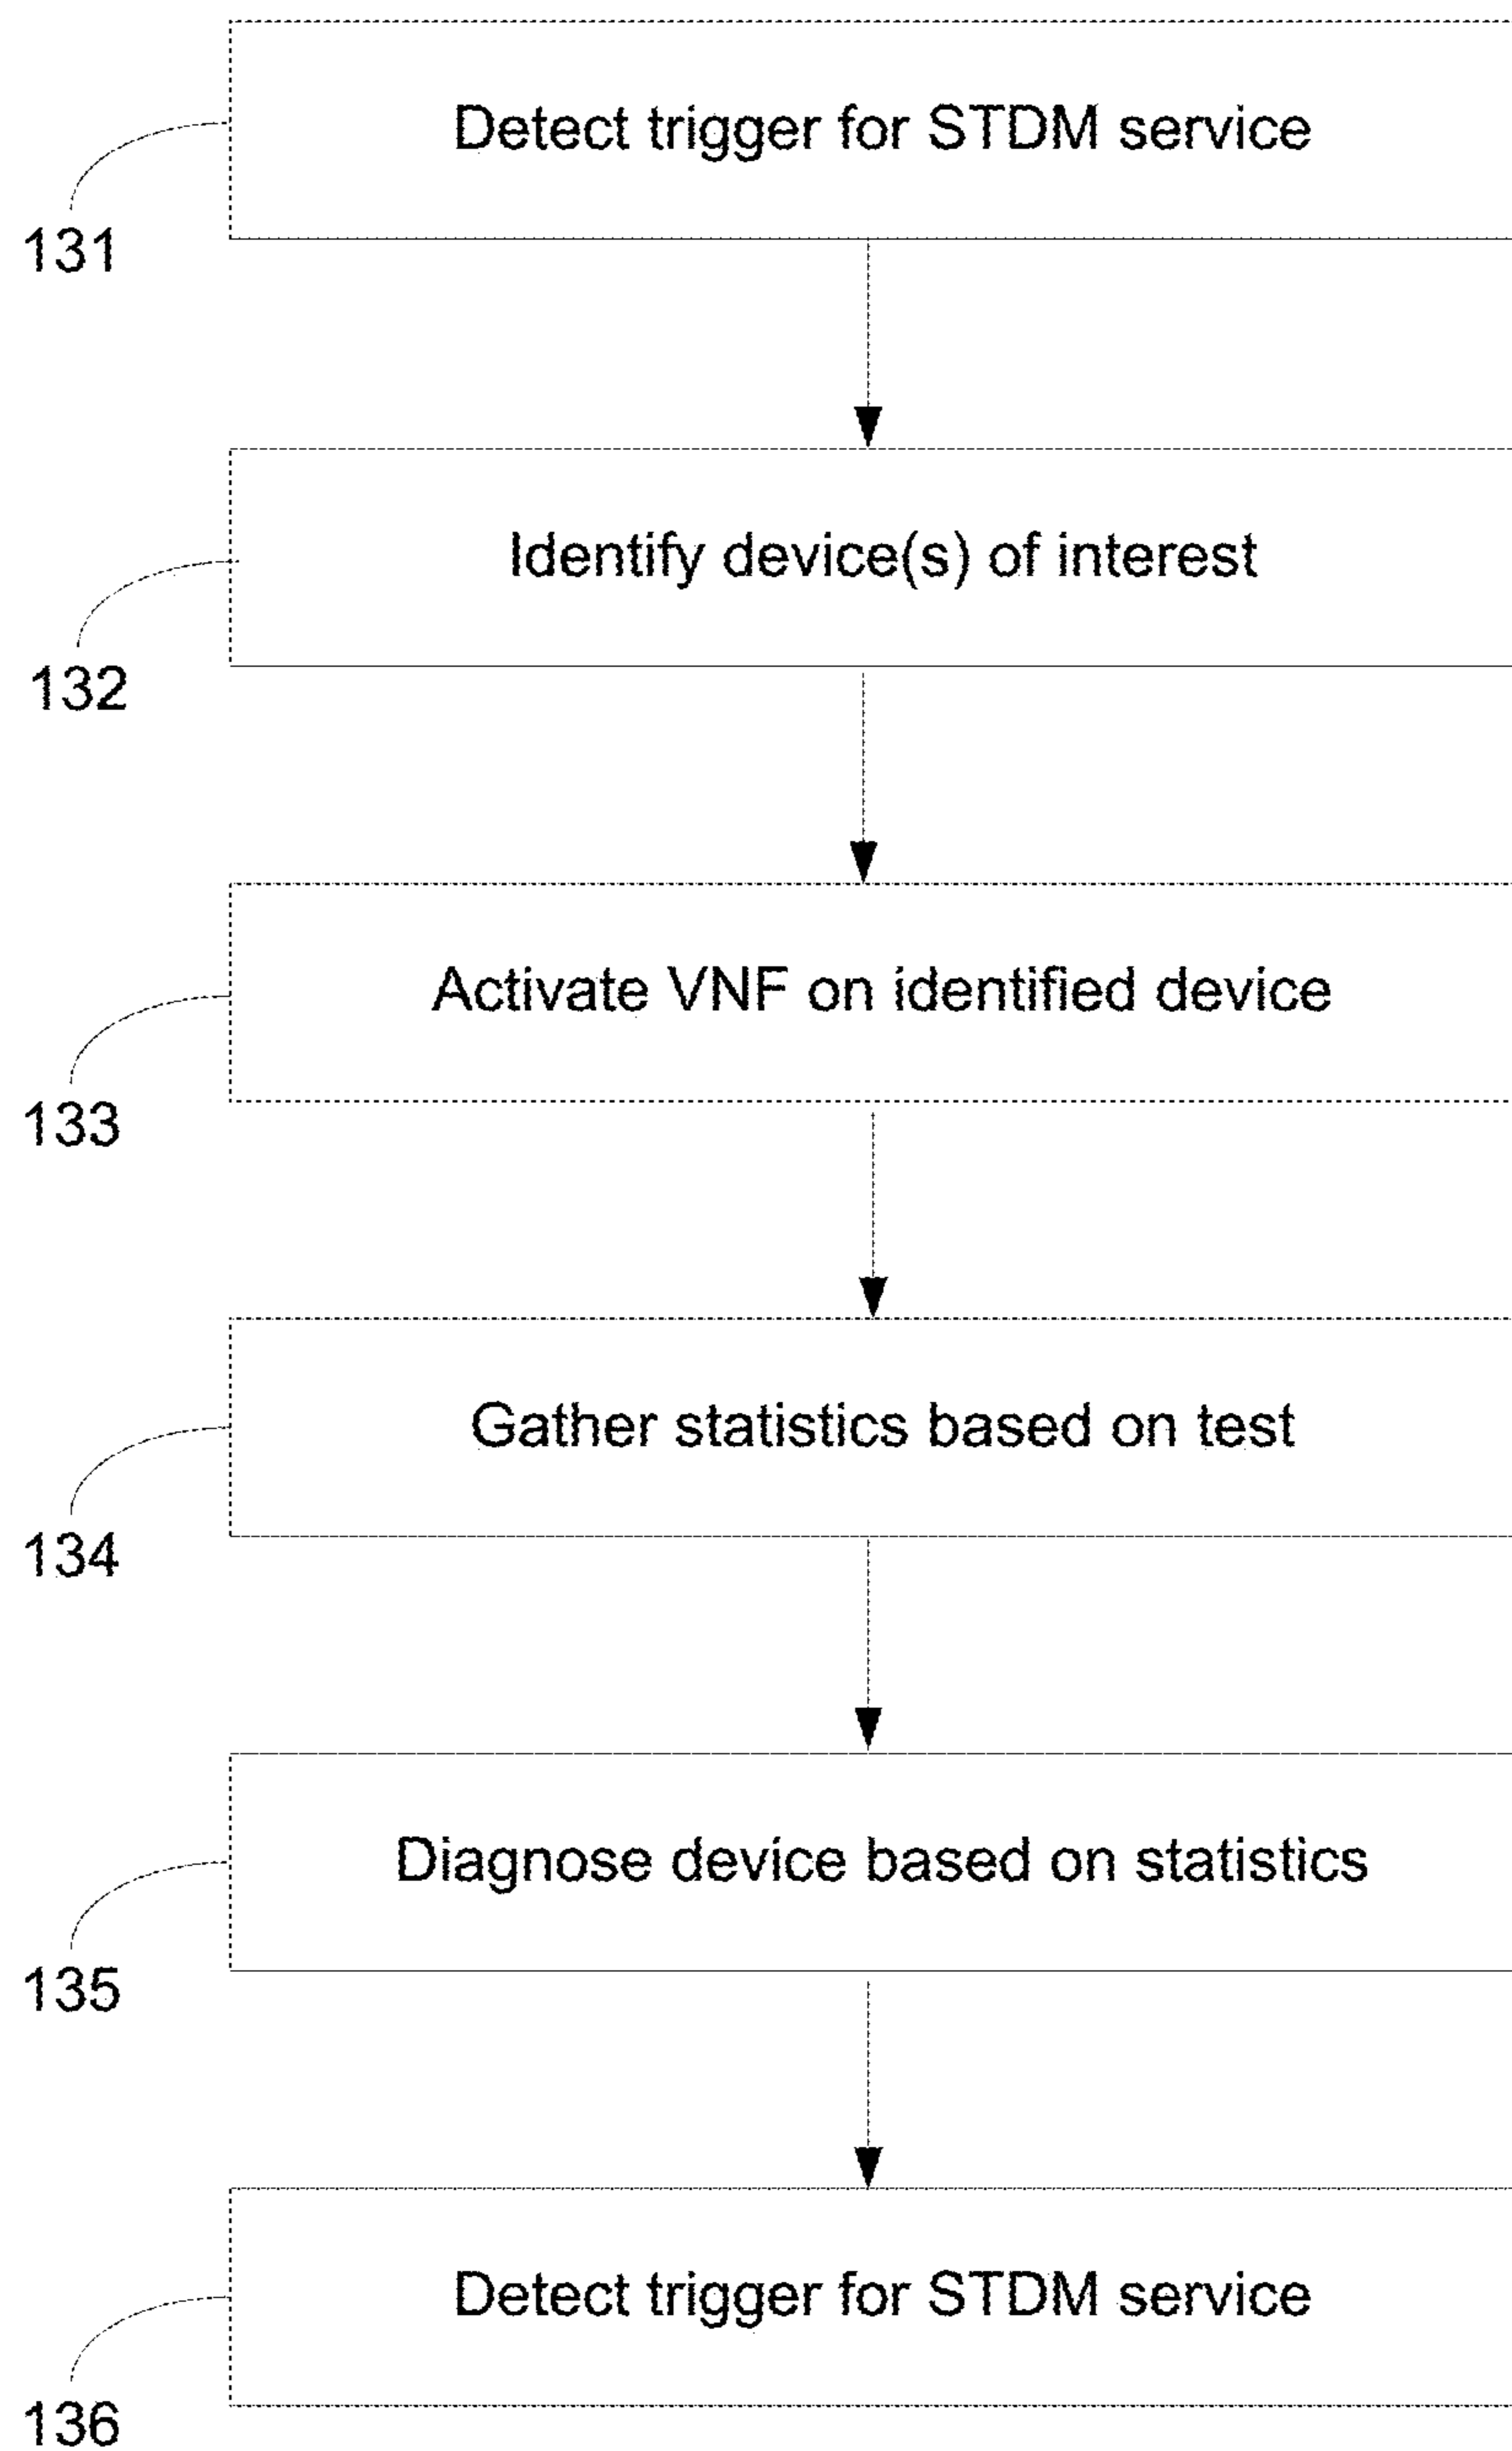 Detect trigger for STDM service
131
Identify device(s) of interest
132
Activate VNF on identified device
133
Gather statistics based on test
134
Diagnose device based on statistics
135
Detect trigger for STDM service
136